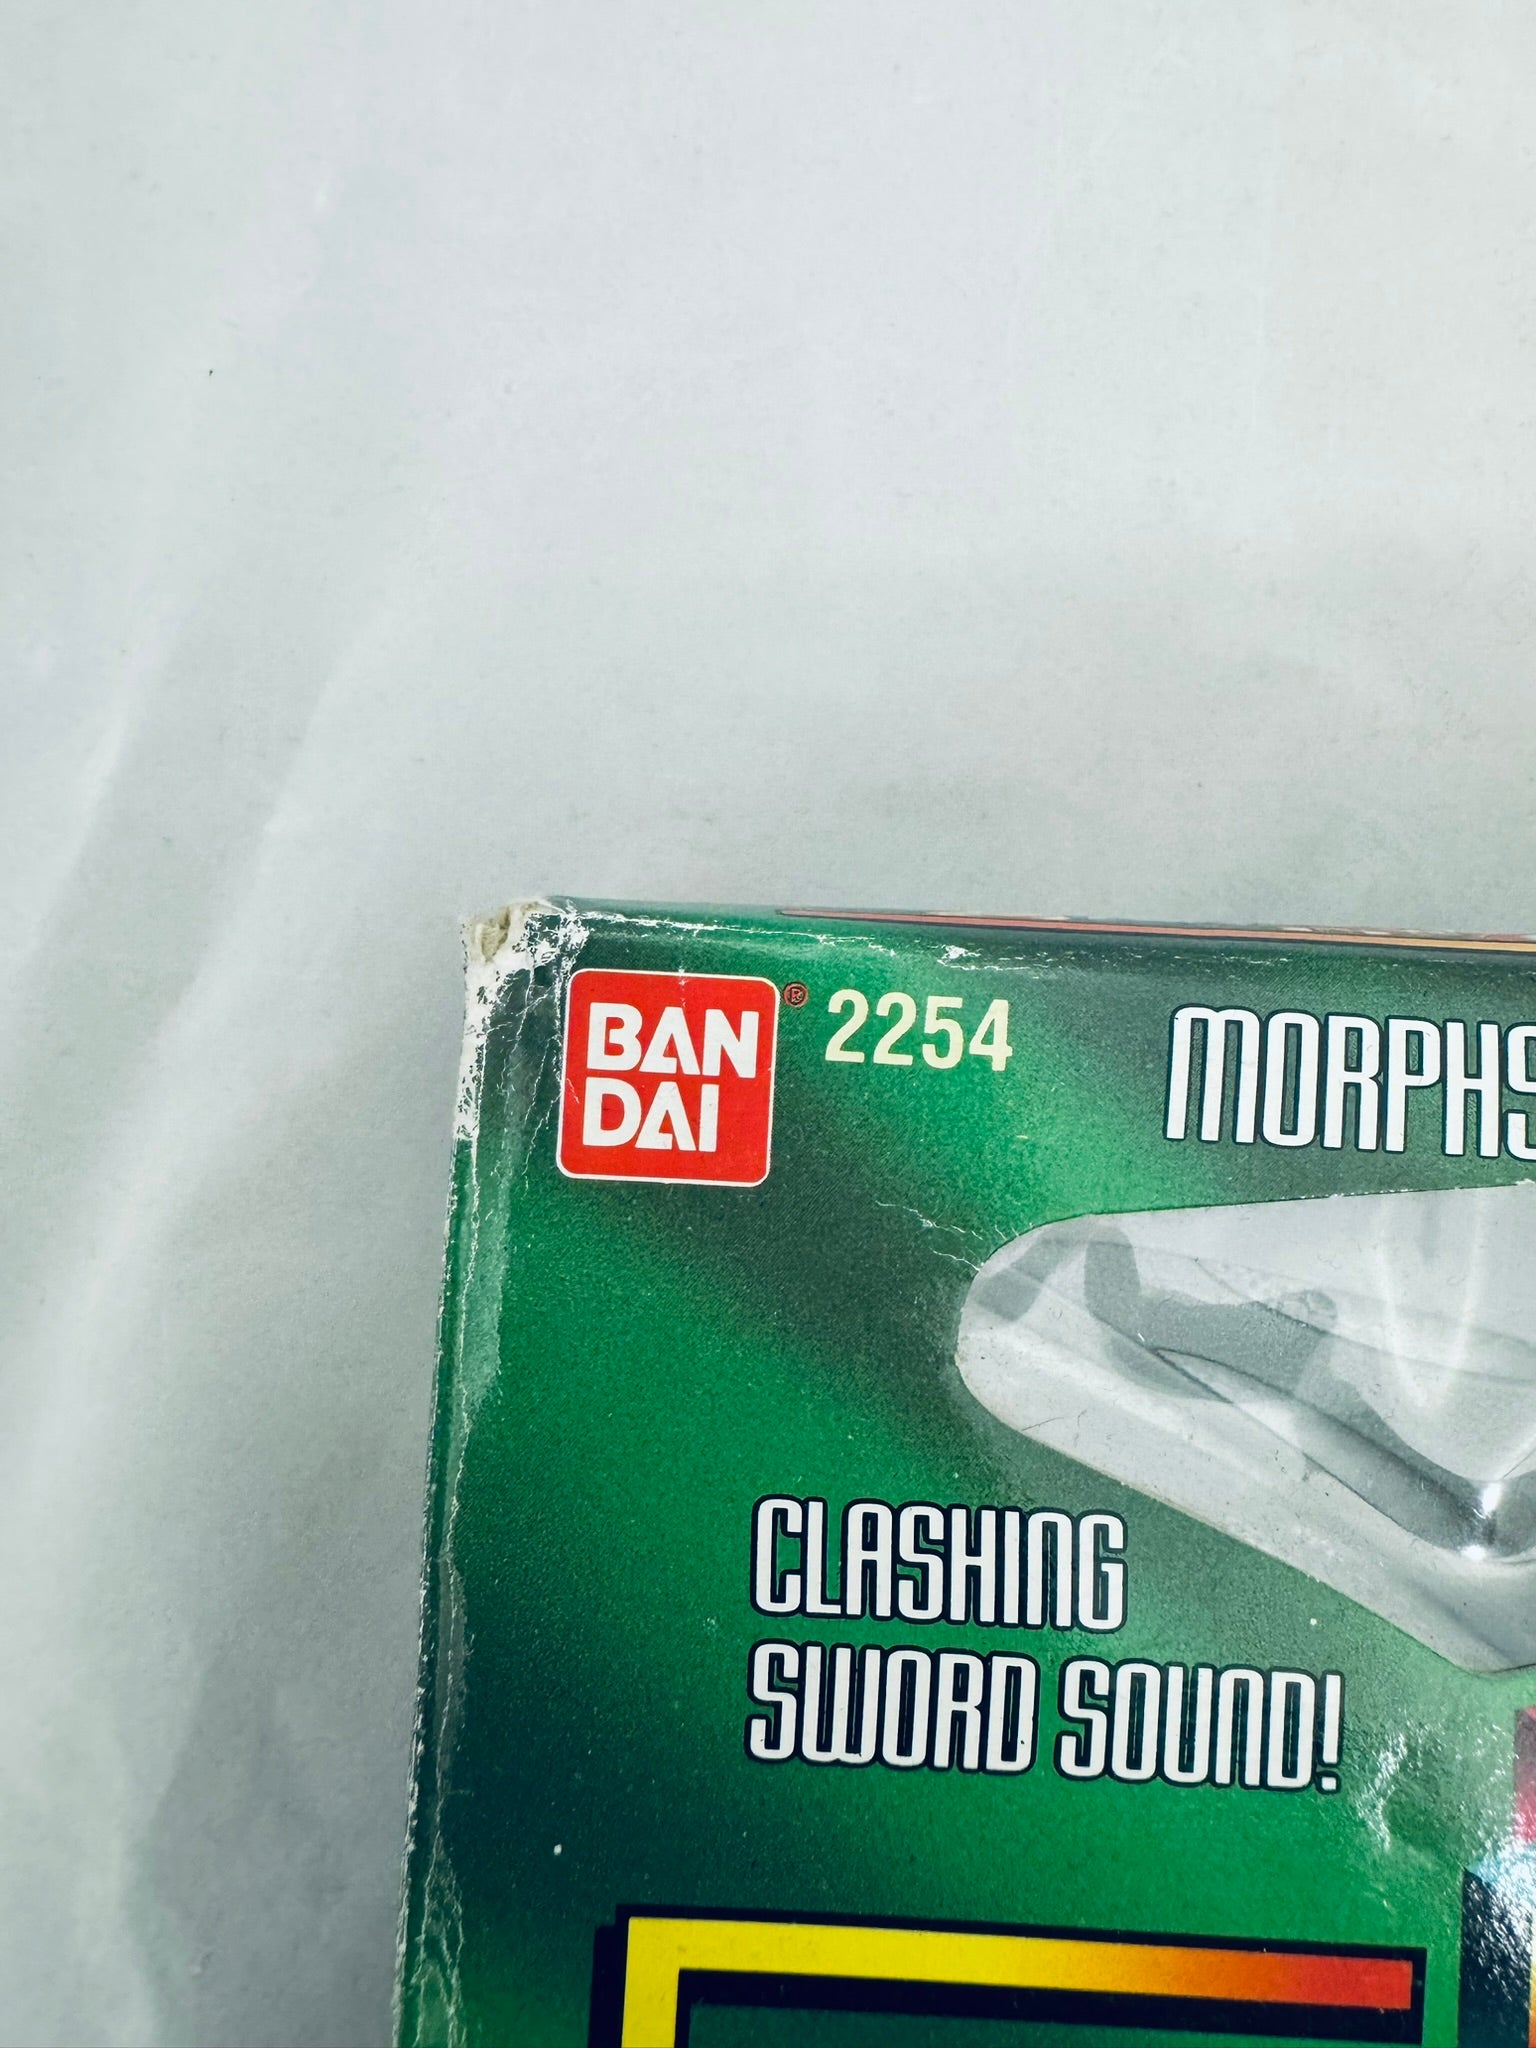 BAN
DAI
® 2254
MORPHS
CLASHING
SWORD SOUND!